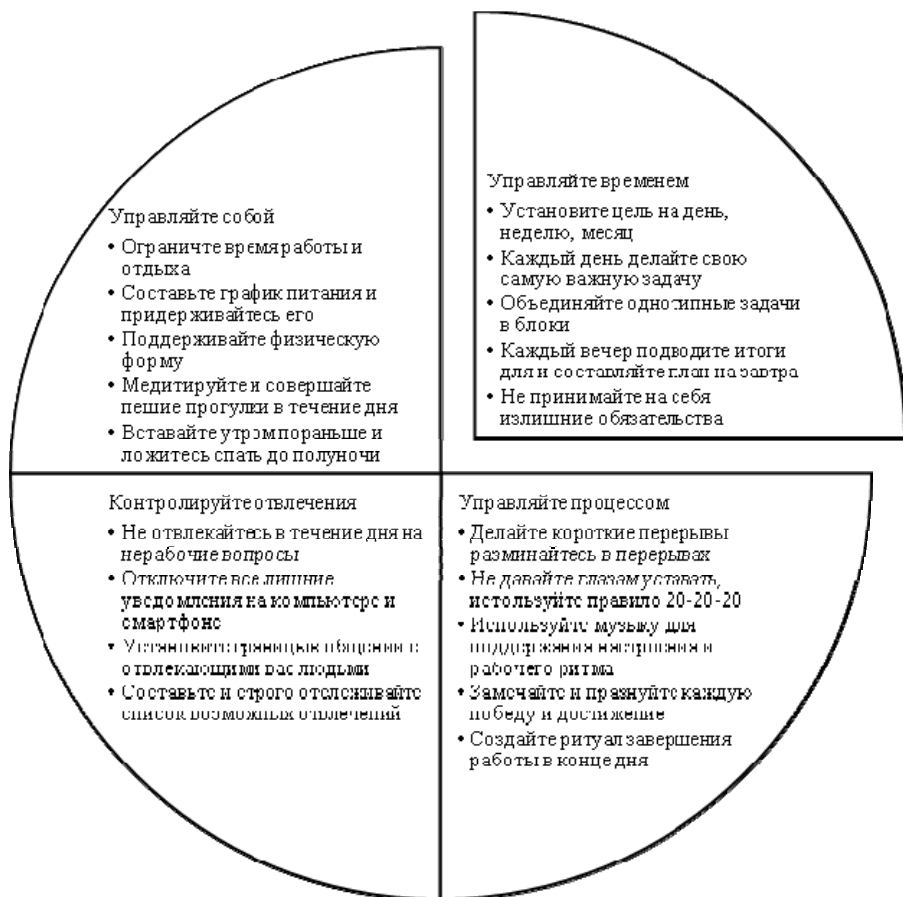 Управляйте собой
• Ограничте время работы и
отдыха
• Составьте график питания и
придерживайтесь его
• Поддерживайте физическую
форму
• Медитируйте и совершайте
пешие прогулки в течение дня
• Вставайте утром пораньше и
ложитесь спать до полуночи
Управляйте временем
• Установите цель на день,
неделю, месяц
• Каждый день делайте свою
самую важную задачу
• Объединяйте однотипные задачи
в блоки
• Каждый вечер подводите итоги
для и составляйте план на завтра
• Не принимайте на себя
излишние обязательства
Контролируйте отвлечения
• Не отвлекайтесь в течение дня на
нерабочие вопросы
• Отключите все лишние
уведомления на компьютере и
смартфоне
• Установите границы в общении с
отвлекающими вас людьми
• Составьте и строго отслеживайте
список возможных отвлечений
Управляйте процессом
• Делайте короткие перерывы
разминайтесь в перерывах
• Не давайте глазам уставать,
используйте правило 20-20-20
• Используйте музыку для
поддержания настроения и
рабочего ритма
• Замечайте и празнуйте каждую
победу и достижение
• Создайте ритуал завершения
работы в конце дня